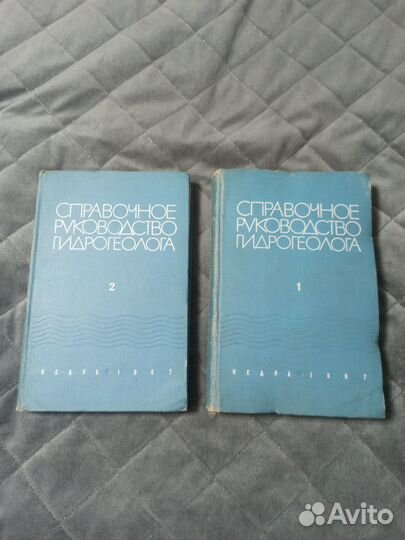 СПРАВОЧНОЕ
РУКОВОДСТВО
ГИДРОГЕОЛОГА
2
НЕДРА 1967
СПРАВОЧНОЕ
РУКОВОДСТВО
ГИДРОГЕОЛОГА
1
НЕДРА 1967
Avito